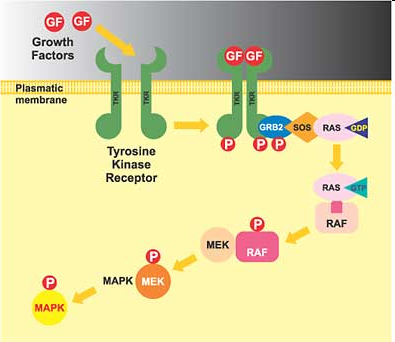 GF GF
Growth
Factors
GF GF
Plasmatic
membrane
TKR TKR
TKR TKR
Tyrosine
Kinase
Receptor
P P P
GRB2 SOS RAS GDP
RAS GTP
RAF
MEK
P
RAF
MAPK
P
MEK
P
MAPK